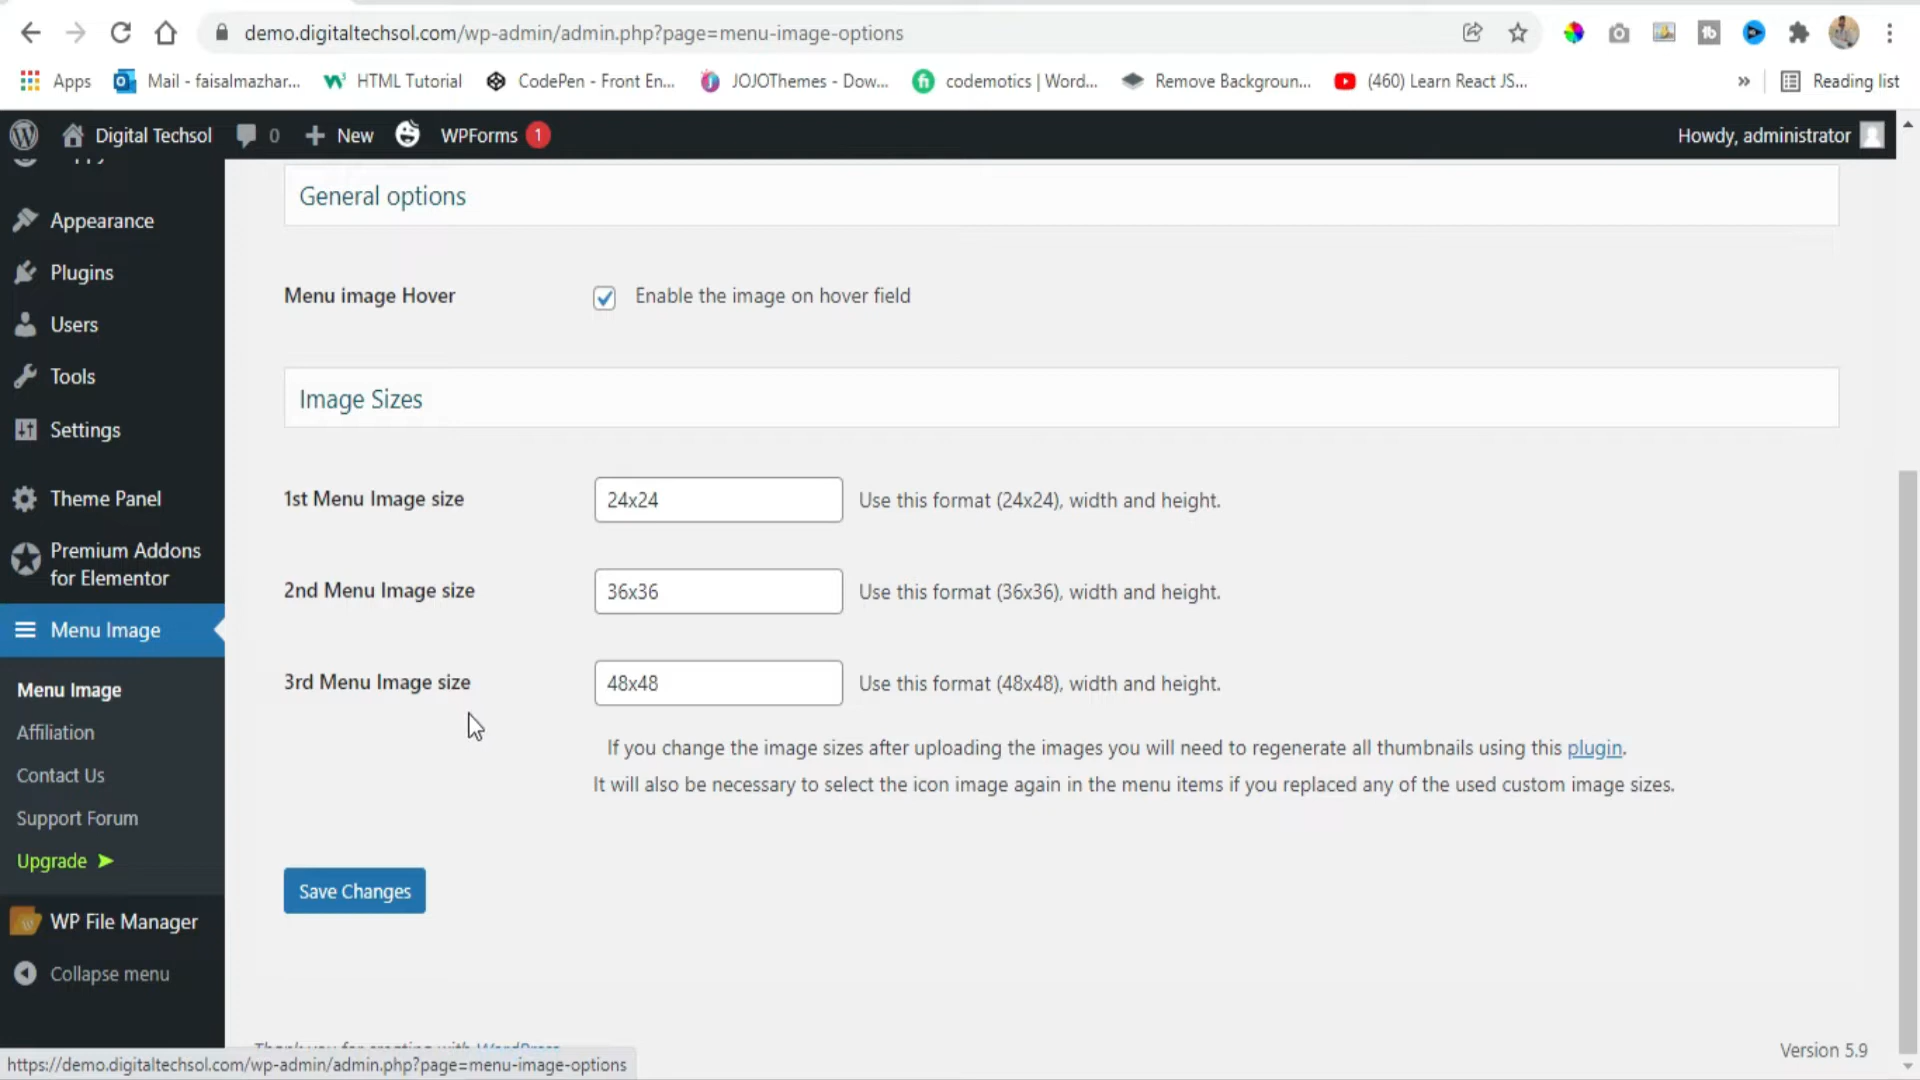 demo.digitaltechsol.com/wp-admin/admin.php?page=menu-image-options
Apps
Mail - faisalmazhar...
HTML Tutorial
CodePen - Front En...
JOJOThemes - Dow...
codemotics | Word...
Remove Backgroun...
(460) Learn React JS...
»
Reading list
Digital Techsol
0
New
WPForms 1
Howdy, administrator
Appearance
Plugins
Users
Tools
Settings
Theme Panel
Premium Addons
for Elementor
Menu Image
Menu Image
Affiliation
Contact Us
Support Forum
Upgrade ➤
WP File Manager
Collapse menu
General options
Menu image Hover
Enable the image on hover field
Image Sizes
1st Menu Image size
24x24
Use this format (24x24), width and height.
2nd Menu Image size
36x36
Use this format (36x36), width and height.
3rd Menu Image size
48x48
Use this format (48x48), width and height.
If you change the image sizes after uploading the images you will need to regenerate all thumbnails using this plugin.
It will also be necessary to select the icon image again in the menu items if you replaced any of the used custom image sizes.
Save Changes
Thank you for creating with WordPress
Version 5.9
https://demo.digitaltechsol.com/wp-admin/admin.php?page=menu-image-options